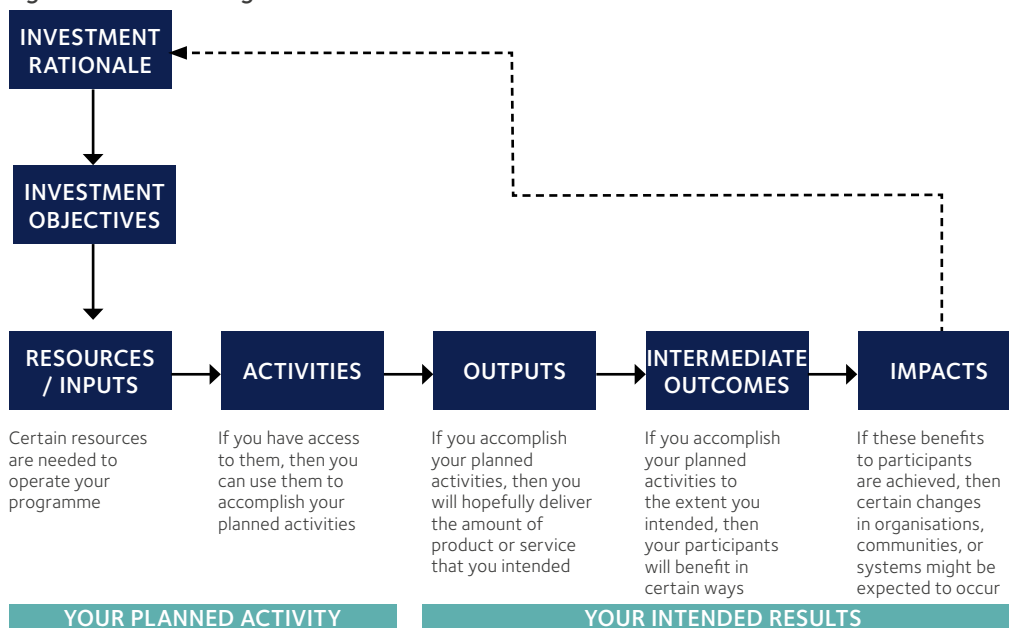 INVESTMENT
RATIONALE
INVESTMENT
OBJECTIVES
RESOURCES
/ INPUTS
ACTIVITIES
OUTPUTS
INTERMEDIATE
OUTCOMES
IMPACTS
Certain resources
are needed to
operate your
programme
If you have access
to them, then you
can use them to
accomplish your
planned activities
If you accomplish
your planned
activities, then you
will hopefully deliver
the amount of
product or service
that you intended
If you accomplish
your planned
activities to
the extent you
intended, then
your participants
will benefit in
certain ways
If these benefits
to participants
are achieved, then
certain changes
in organisations,
communities, or
systems might be
expected to occur
YOUR PLANNED ACTIVITY
YOUR INTENDED RESULTS